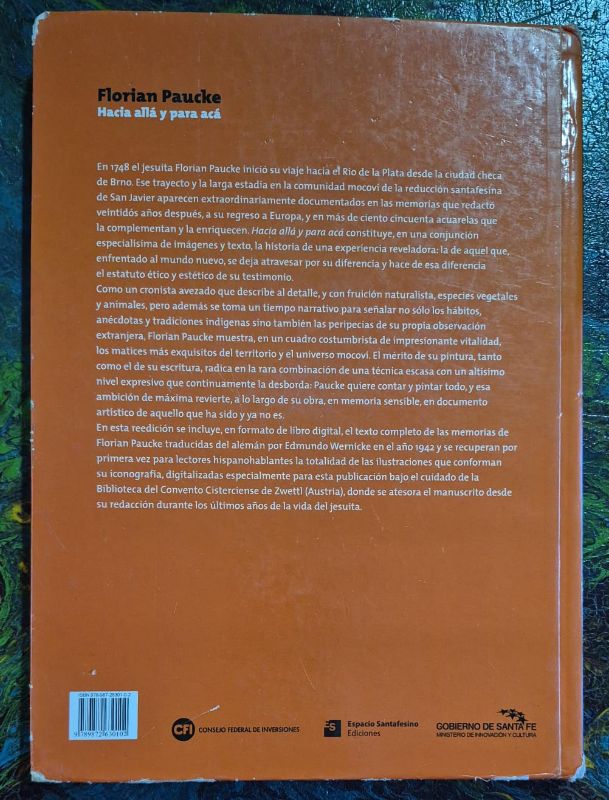 Florian Paucke
Hacia allá y para acá
En 1748 el jesuita Florian Paucke inició su viaje hacia el Río de la Plata desde la ciudad checa
de Brno. Ese trayecto y la larga estadía en la comunidad mocoví de la reducción santafesina
de San Javier aparecen extraordinariamente documentados en las memorias que redactó
veintidós años después, a su regreso a Europa, y en más de ciento cincuenta acuarelas que
la complementan y la enriquecen. Hacia allá y para acá constituye, en una conjunción
especialísima de imágenes y texto, la historia de una experiencia reveladora: la de aquel que,
enfrentado al mundo nuevo, se deja atravesar por su diferencia y hace de esa diferencia
el estatuto ético y estético de su testimonio.
Como un cronista avezado que describe al detalle, y con fruición naturalista, especies vegetales
y animales, pero además se toma un tiempo narrativo para señalar no sólo los hábitos,
anécdotas y tradiciones indígenas sino también las peripecias de su propia observación
extranjera, Florian Paucke muestra, en un cuadro costumbrista de impresionante vitalidad,
los matices más exquisitos del territorio y el universo mocoví. El mérito de su pintura, tanto
como el de su escritura, radica en la rara combinación de una técnica escasa con un altísimo
nivel expresivo que continuamente la desborda: Paucke quiere contar y pintar todo, y esa
ambición de máxima revierte, a lo largo de su obra, en memoria sensible, en documento
artístico de aquello que ha sido y ya no es.
En esta reedición se incluye, en formato de libro digital, el texto completo de las memorias de
Florian Paucke traducidas del alemán por Edmundo Wernicke en el año 1942 y se recuperan por
primera vez para lectores hispanohablantes la totalidad de las ilustraciones que conforman
su iconografía, digitalizadas especialmente para esta publicación bajo el cuidado de la
Biblioteca del Convento Cisterciense de Zwettl (Austria), donde se atesora el manuscrito desde
su redacción durante los últimos años de la vida del jesuita.
ISBN 978-987-26301-0-2
9 789872 630102
CFI CONSEJO FEDERAL DE INVERSIONES
ES Espacio Santafesino
Ediciones
GOBIERNO DE SANTA FE
MINISTERIO DE INNOVACIÓN Y CULTURA